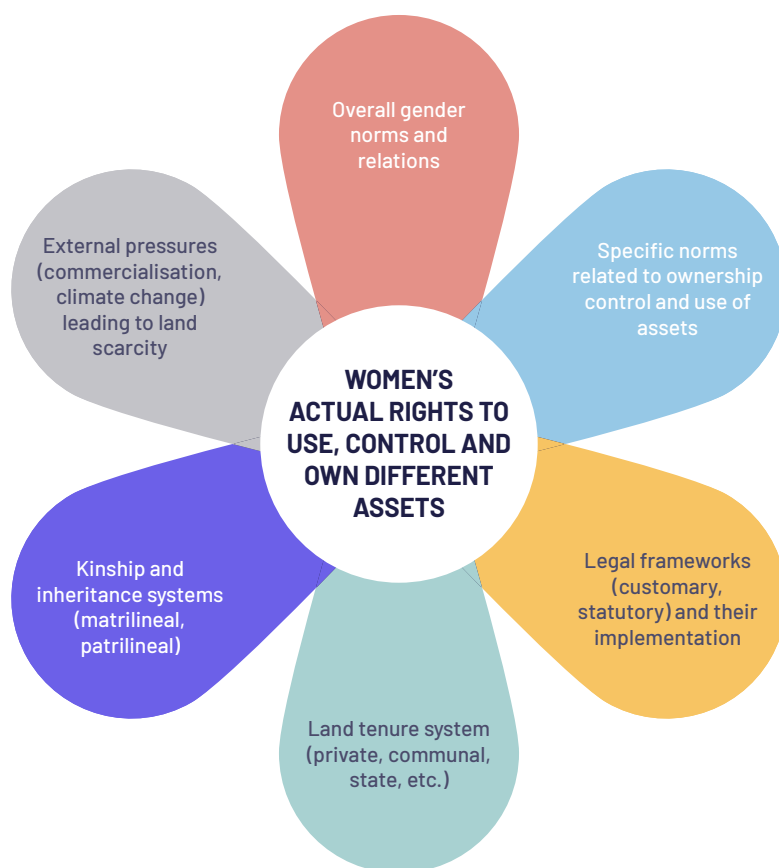 Overall gender
norms and
relations
Specific norms
related to ownership
control and use of
assets
Legal frameworks
(customary,
statutory) and their
implementation
Land tenure system
(private, communal,
state, etc.)
Kinship and
inheritance systems
(matrilineal,
patrilineal)
External pressures
(commercialisation,
climate change)
leading to land
scarcity
WOMEN'S
ACTUAL RIGHTS TO
USE, CONTROL AND
OWN DIFFERENT
ASSETS